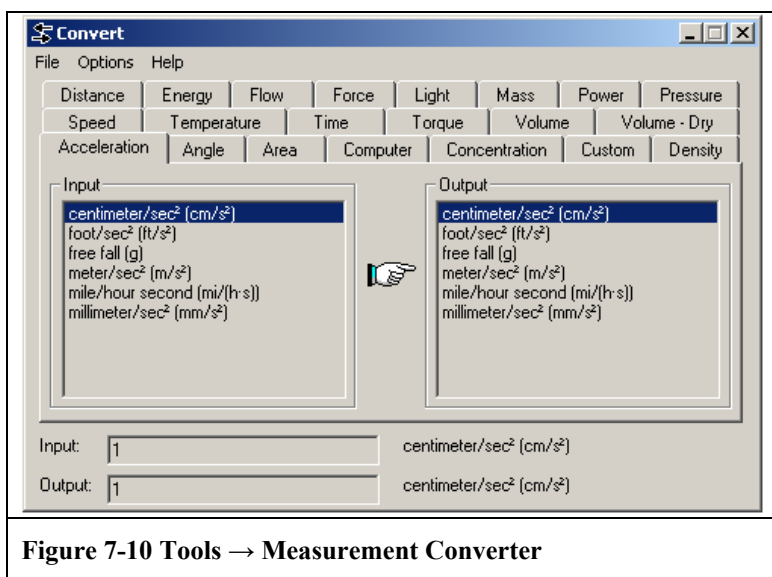 Convert
File Options Help
Distance Energy Flow Force Light Mass Power Pressure
Speed Temperature Time Torque Volume Volume - Dry
Acceleration Angle Area Computer Concentration Custom Density
Input
centimeter/sec² (cm/s²)
foot/sec² (ft/s²)
free fall (g)
meter/sec² (m/s²)
mile/hour second (mi/(h·s))
millimeter/sec² (mm/s²)
Output
centimeter/sec² (cm/s²)
foot/sec² (ft/s²)
free fall (g)
meter/sec² (m/s²)
mile/hour second (mi/(h·s))
millimeter/sec² (mm/s²)
Input: 1 centimeter/sec² (cm/s²)
Output: 1 centimeter/sec² (cm/s²)
Figure 7-10 Tools → Measurement Converter